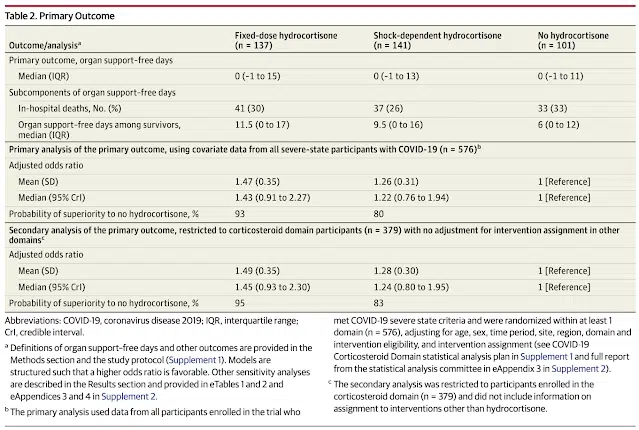 Table 2. Primary Outcome
Outcome/analysisa Fixed-dose hydrocortisone (n = 137) Shock-dependent hydrocortisone (n = 141) No hydrocortisone (n = 101)
Primary outcome, organ support–free days
Median (IQR) 0 (–1 to 15) 0 (–1 to 13) 0 (–1 to 11)
Subcomponents of organ support–free days
In-hospital deaths, No. (%) 41 (30) 37 (26) 33 (33)
Organ support–free days among survivors, median (IQR) 11.5 (0 to 17) 9.5 (0 to 16) 6 (0 to 12)
Primary analysis of the primary outcome, using covariate data from all severe-state participants with COVID-19 (n = 576)b
Adjusted odds ratio
Mean (SD) 1.47 (0.35) 1.26 (0.31) 1 [Reference]
Median (95% CrI) 1.43 (0.91 to 2.27) 1.22 (0.76 to 1.94) 1 [Reference]
Probability of superiority to no hydrocortisone, % 93 80
Secondary analysis of the primary outcome, restricted to corticosteroid domain participants (n = 379) with no adjustment for intervention assignment in other
domainsc
Adjusted odds ratio
Mean (SD) 1.49 (0.35) 1.28 (0.30) 1 [Reference]
Median (95% CrI) 1.45 (0.93 to 2.30) 1.24 (0.80 to 1.95) 1 [Reference]
Probability of superiority to no hydrocortisone, % 95 83
Abbreviations: COVID-19, coronavirus disease 2019; IQR, interquartile range;
CrI, credible interval.
a Definitions of organ support–free days and other outcomes are provided in the
Methods section and the study protocol (Supplement 1). Models are
structured such that a higher odds ratio is favorable. Other sensitivity analyses
are described in the Results section and provided in eTables 1 and 2 and
eAppendices 3 and 4 in Supplement 2.
b The primary analysis used data from all participants enrolled in the trial who
met COVID-19 severe state criteria and were randomized within at least 1
domain (n = 576), adjusting for age, sex, time period, site, region, domain and
intervention eligibility, and intervention assignment (see COVID-19
Corticosteroid Domain statistical analysis plan in Supplement 1 and full report
from the statistical analysis committee in eAppendix 3 in Supplement 2).
c The secondary analysis was restricted to participants enrolled in the
corticosteroid domain (n = 379) and did not include information on
assignment to interventions other than hydrocortisone.